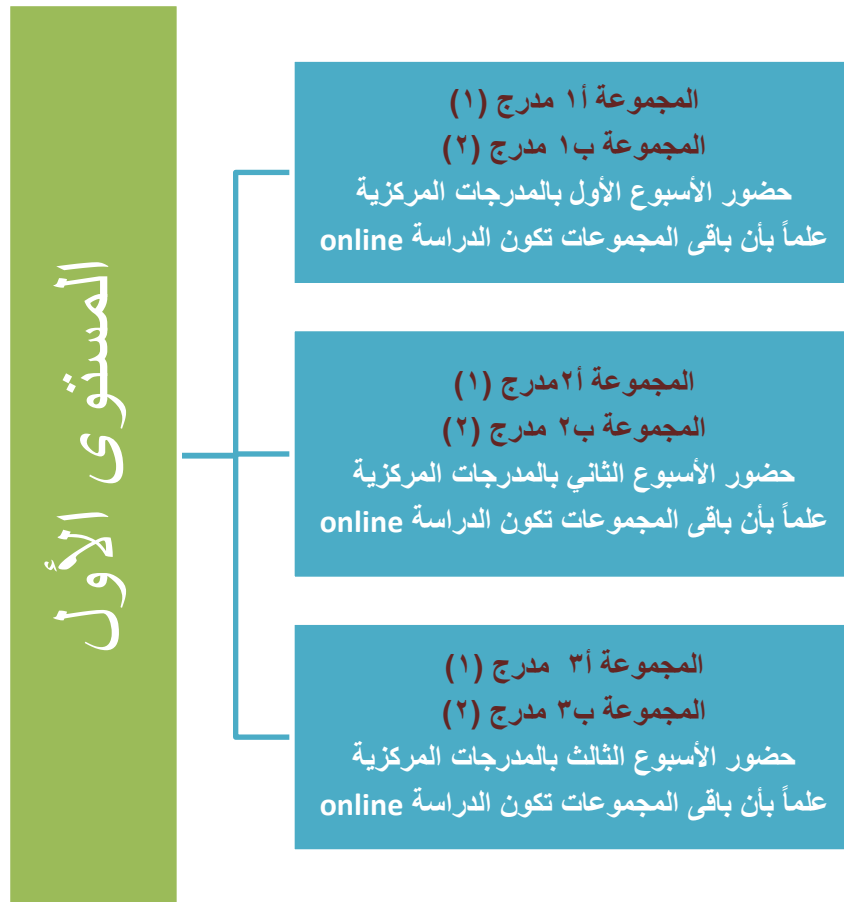 المستوى الأول
المجموعة أ١ مدرج (١)
المجموعة ب١ مدرج (٢)
حضور الأسبوع الأول بالمدرجات المركزية
علماً بأن باقى المجموعات تكون الدراسة online
المجموعة أ٢مدرج (١)
المجموعة ب٢ مدرج (٢)
حضور الأسبوع الثاني بالمدرجات المركزية
علماً بأن باقى المجموعات تكون الدراسة online
المجموعة أ٣ مدرج (١)
المجموعة ب٣ مدرج (٢)
حضور الأسبوع الثالث بالمدرجات المركزية
علماً بأن باقى المجموعات تكون الدراسة online